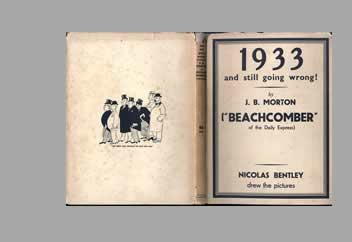 1933
and still going wrong!
by
J. B. MORTON
("BEACHCOMBER"
of the Daily Express)
NICOLAS BENTLEY
drew the pictures